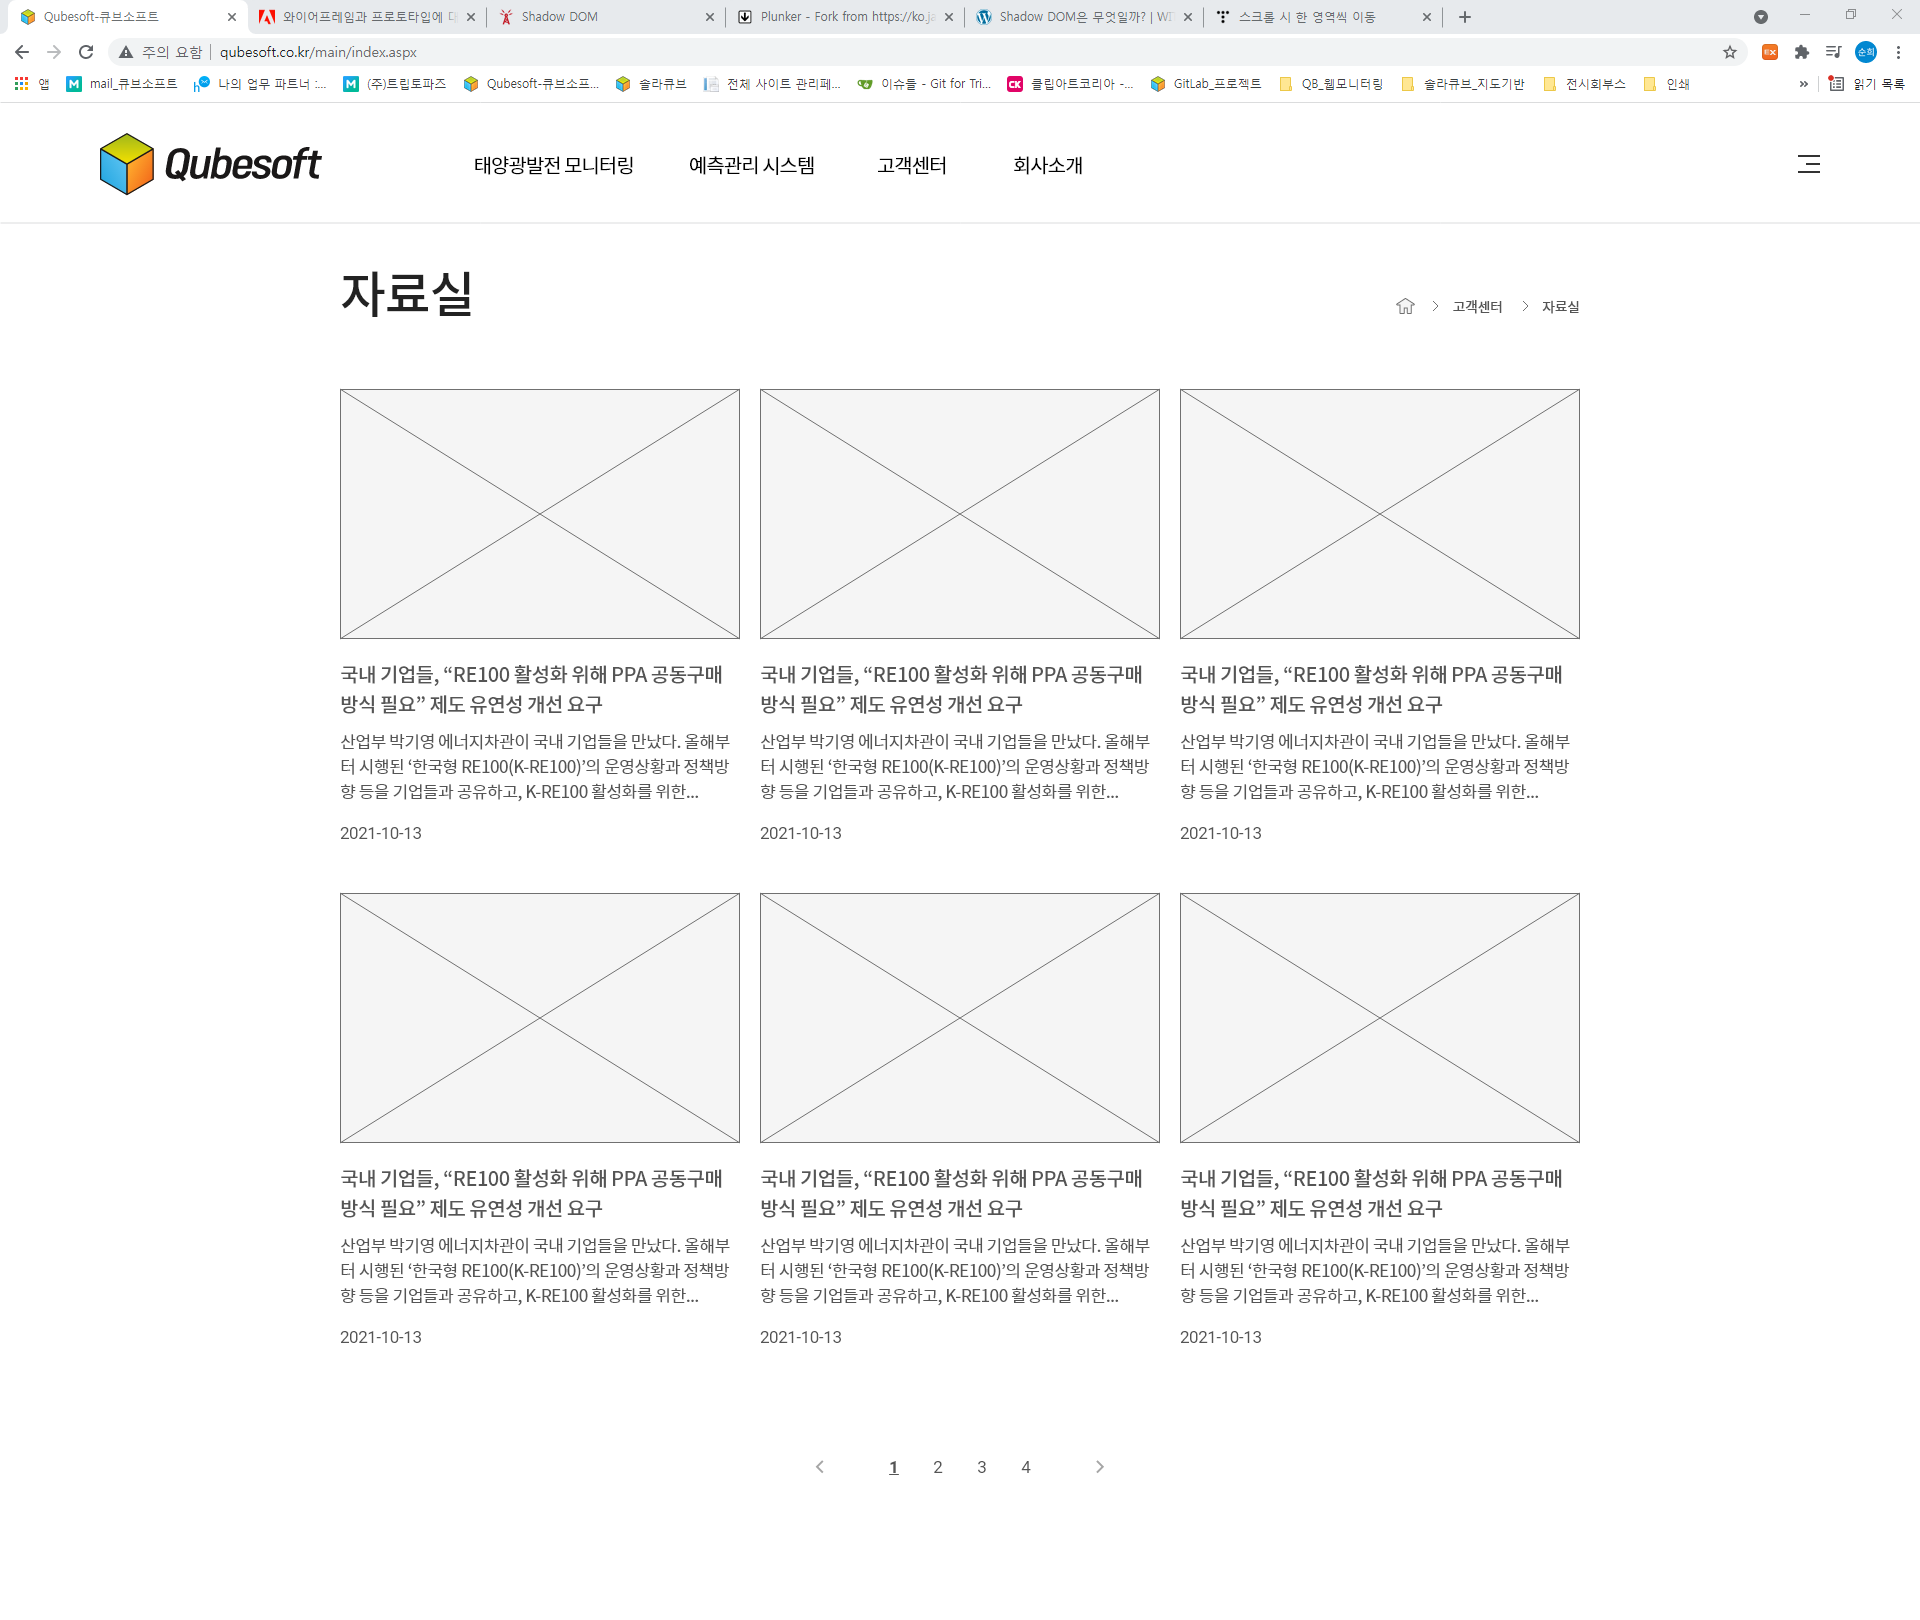 Qubesoft-큐브소프트
와이어프레임과 프로토타입에 대
Shadow DOM
Plunker - Fork from https://ko.ja
Shadow DOM은 무엇일까? | WI
스크롤 시 한 영역씩 이동
주의 요함 | qubesoft.co.kr/main/index.aspx
EX
순희
앱
mail_큐브소프트
나의 업무 파트너 :...
(주)트립토파즈
Qubesoft-큐브소프...
솔라큐브
전체 사이트 관리페...
이슈들 - Git for Tri...
클립아트코리아 -...
GitLab_프로젝트
QB_웹모니터링
솔라큐브_지도기반
전시회부스
인쇄
»
읽기 목록
Qubesoft
태양광발전 모니터링
예측관리 시스템
고객센터
회사소개
자료실
고객센터 > 자료실
국내 기업들, “RE100 활성화 위해 PPA 공동구매
방식 필요” 제도 유연성 개선 요구
산업부 박기영 에너지차관이 국내 기업들을 만났다. 올해부
터 시행된 ‘한국형 RE100(K-RE100)’의 운영상황과 정책방
향 등을 기업들과 공유하고, K-RE100 활성화를 위한...
2021-10-13
국내 기업들, “RE100 활성화 위해 PPA 공동구매
방식 필요” 제도 유연성 개선 요구
산업부 박기영 에너지차관이 국내 기업들을 만났다. 올해부
터 시행된 ‘한국형 RE100(K-RE100)’의 운영상황과 정책방
향 등을 기업들과 공유하고, K-RE100 활성화를 위한...
2021-10-13
국내 기업들, “RE100 활성화 위해 PPA 공동구매
방식 필요” 제도 유연성 개선 요구
산업부 박기영 에너지차관이 국내 기업들을 만났다. 올해부
터 시행된 ‘한국형 RE100(K-RE100)’의 운영상황과 정책방
향 등을 기업들과 공유하고, K-RE100 활성화를 위한...
2021-10-13
국내 기업들, “RE100 활성화 위해 PPA 공동구매
방식 필요” 제도 유연성 개선 요구
산업부 박기영 에너지차관이 국내 기업들을 만났다. 올해부
터 시행된 ‘한국형 RE100(K-RE100)’의 운영상황과 정책방
향 등을 기업들과 공유하고, K-RE100 활성화를 위한...
2021-10-13
국내 기업들, “RE100 활성화 위해 PPA 공동구매
방식 필요” 제도 유연성 개선 요구
산업부 박기영 에너지차관이 국내 기업들을 만났다. 올해부
터 시행된 ‘한국형 RE100(K-RE100)’의 운영상황과 정책방
향 등을 기업들과 공유하고, K-RE100 활성화를 위한...
2021-10-13
국내 기업들, “RE100 활성화 위해 PPA 공동구매
방식 필요” 제도 유연성 개선 요구
산업부 박기영 에너지차관이 국내 기업들을 만났다. 올해부
터 시행된 ‘한국형 RE100(K-RE100)’의 운영상황과 정책방
향 등을 기업들과 공유하고, K-RE100 활성화를 위한...
2021-10-13
1 2 3 4